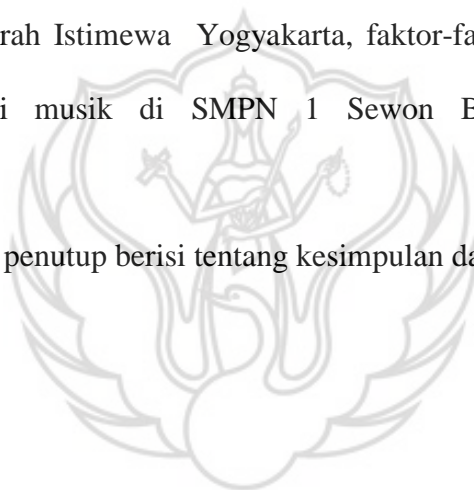 rah Istimewa Yogyakarta, faktor-fa
i musik di SMPN 1 Sewon B
penutup berisi tentang kesimpulan da